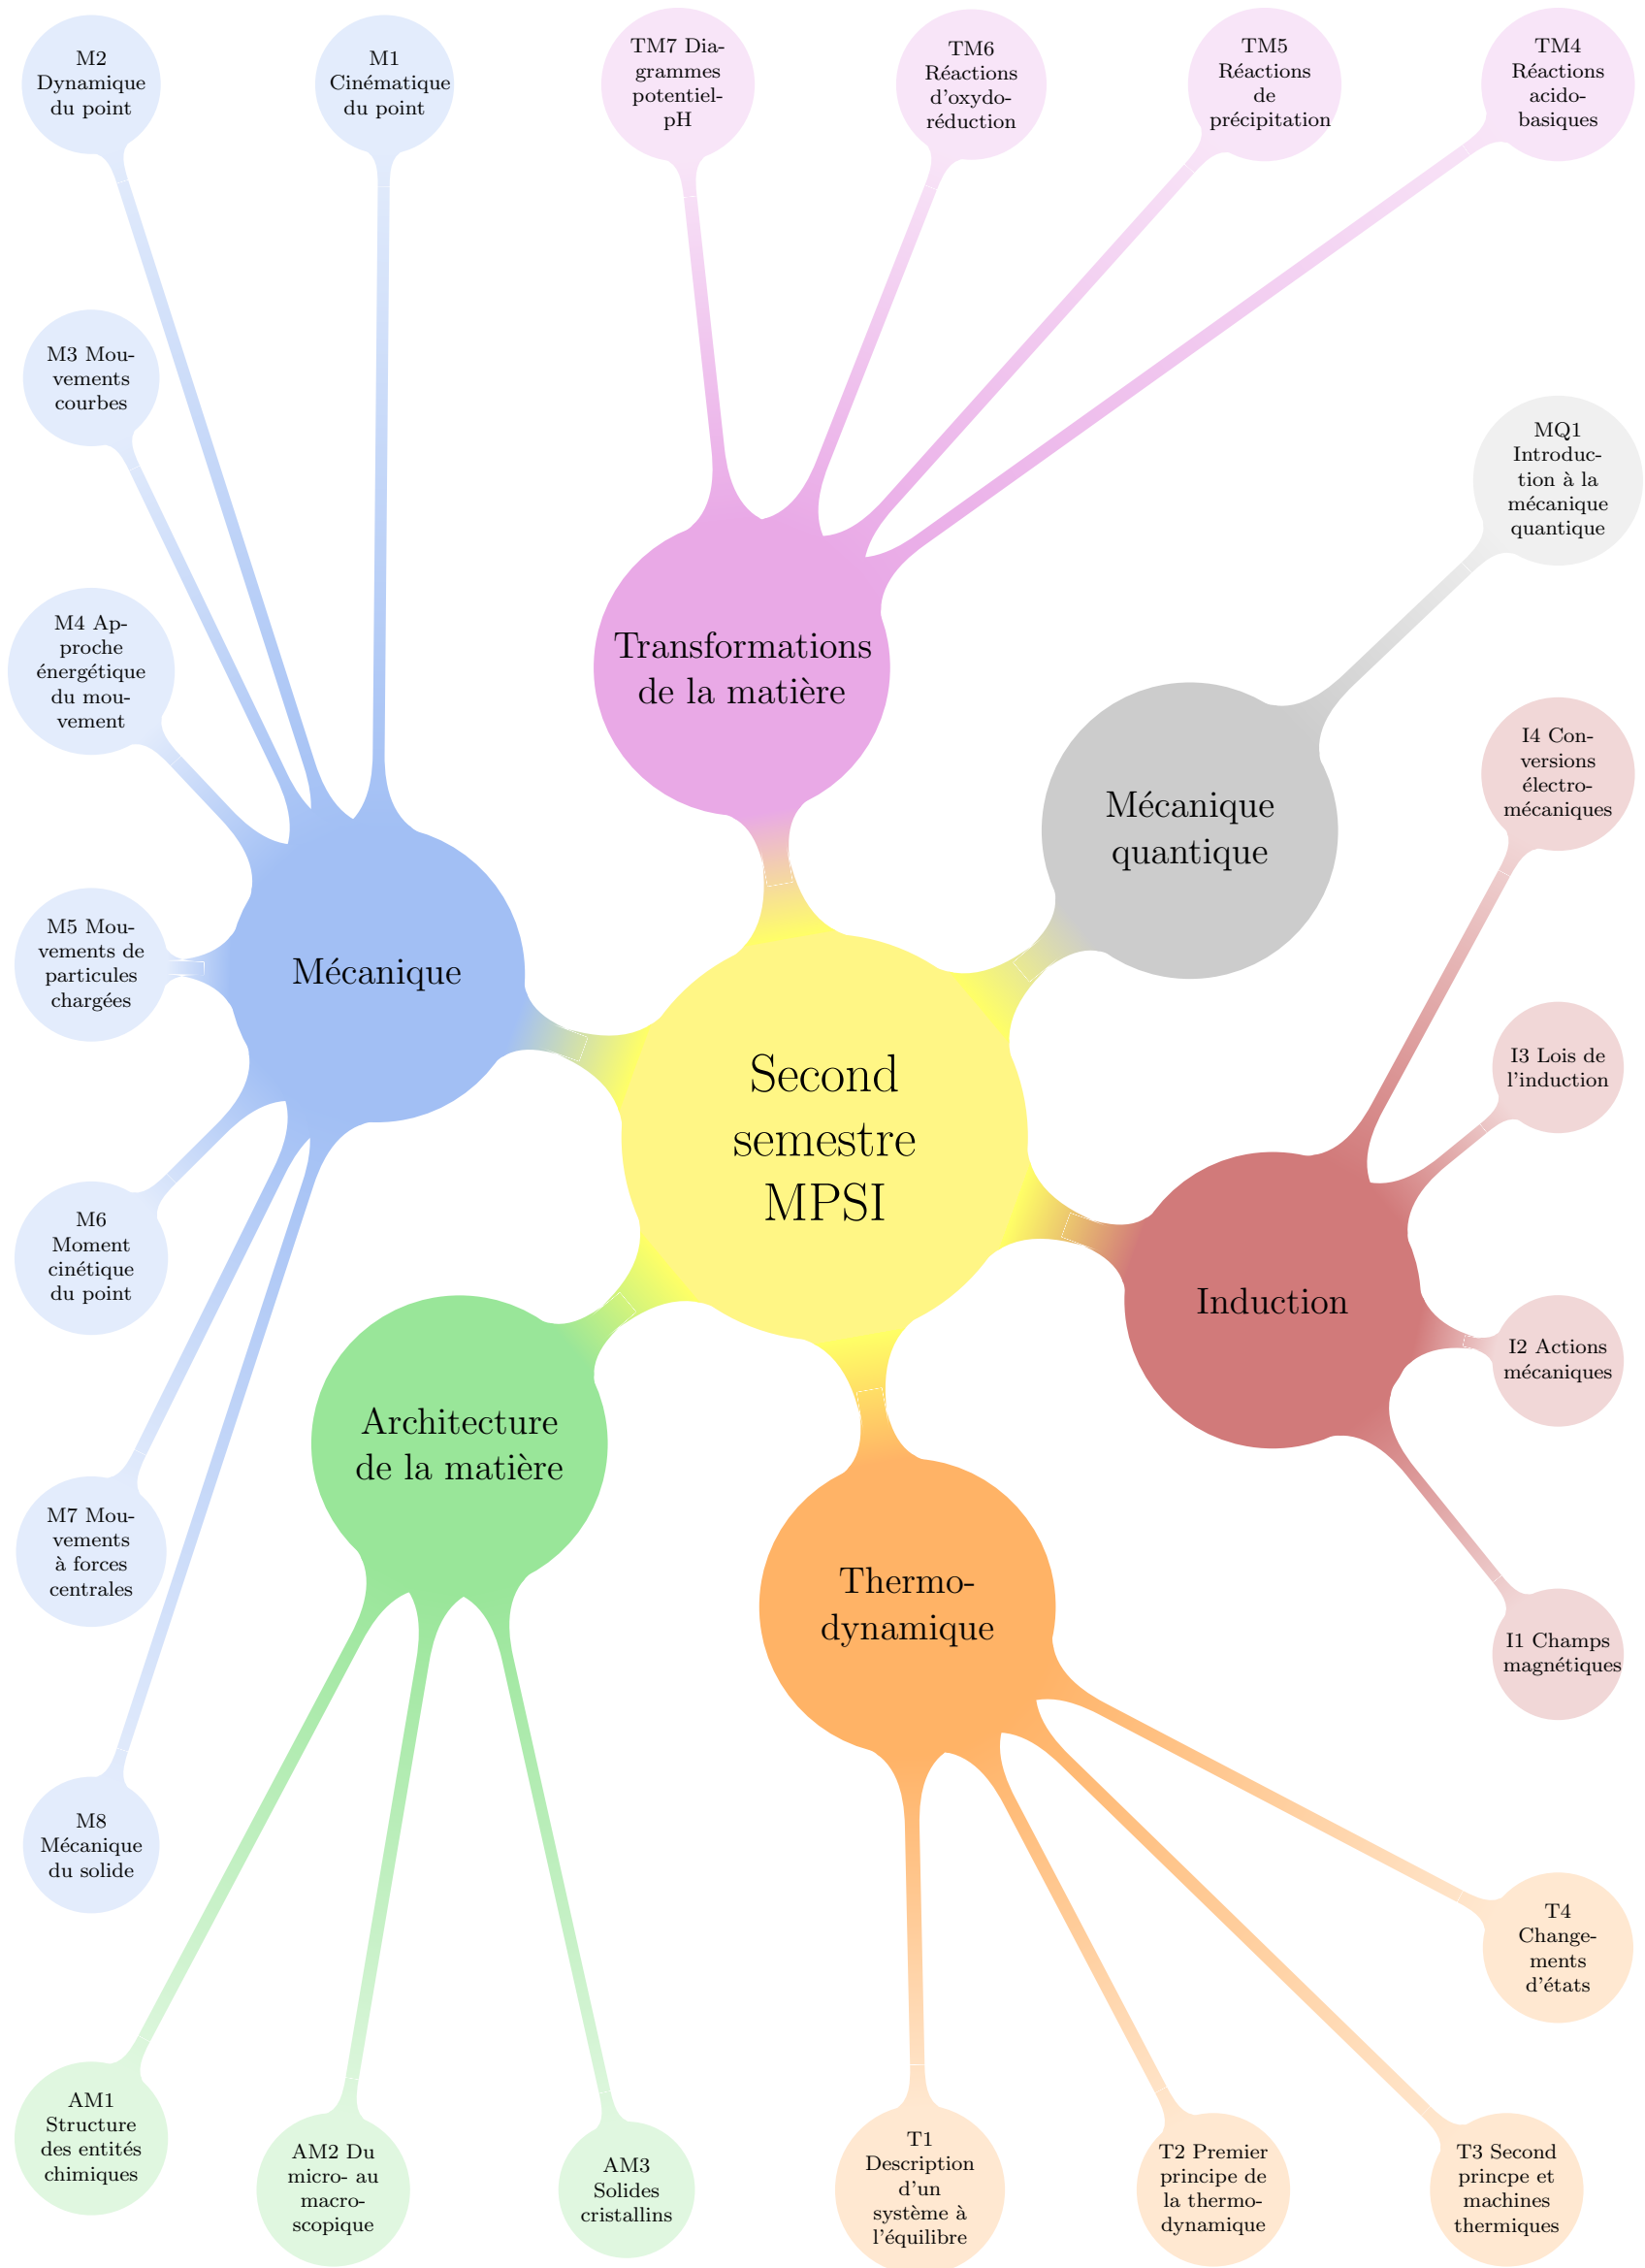 M2
Dynamique
du point
M1
Cinématique
du point
TM7 Dia-
grammes
potentiel-
pH
TM6
Réactions
d'oxydo-
réduction
TM5
Réactions
de
précipitation
TM4
Réactions
acido-
basiques
M3 Mou-
vements
courbes
MQ1
Introduc-
tion à la
mécanique
quantique
M4 Ap-
proche
énergétique
du mou-
vement
Transformations
de la matière
Mécanique
quantique
I4 Con-
versions
électro-
mécaniques
M5 Mou-
vements de
particules
chargées
Mécanique
Second
semestre
MPSI
I3 Lois de
l'induction
M6
Moment
cinétique
du point
Induction
I2 Actions
mécaniques
Architecture
de la matière
M7 Mou-
vements
à forces
centrales
Thermo-
dynamique
I1 Champs
magnétiques
M8
Mécanique
du solide
T4
Change-
ments
d'états
AM1
Structure
des entités
chimiques
AM2 Du
micro- au
macro-
scopique
AM3
Solides
cristallins
T1
Description
d'un
système à
l'équilibre
T2 Premier
principe de
la thermo-
dynamique
T3 Second
princpe et
machines
thermiques